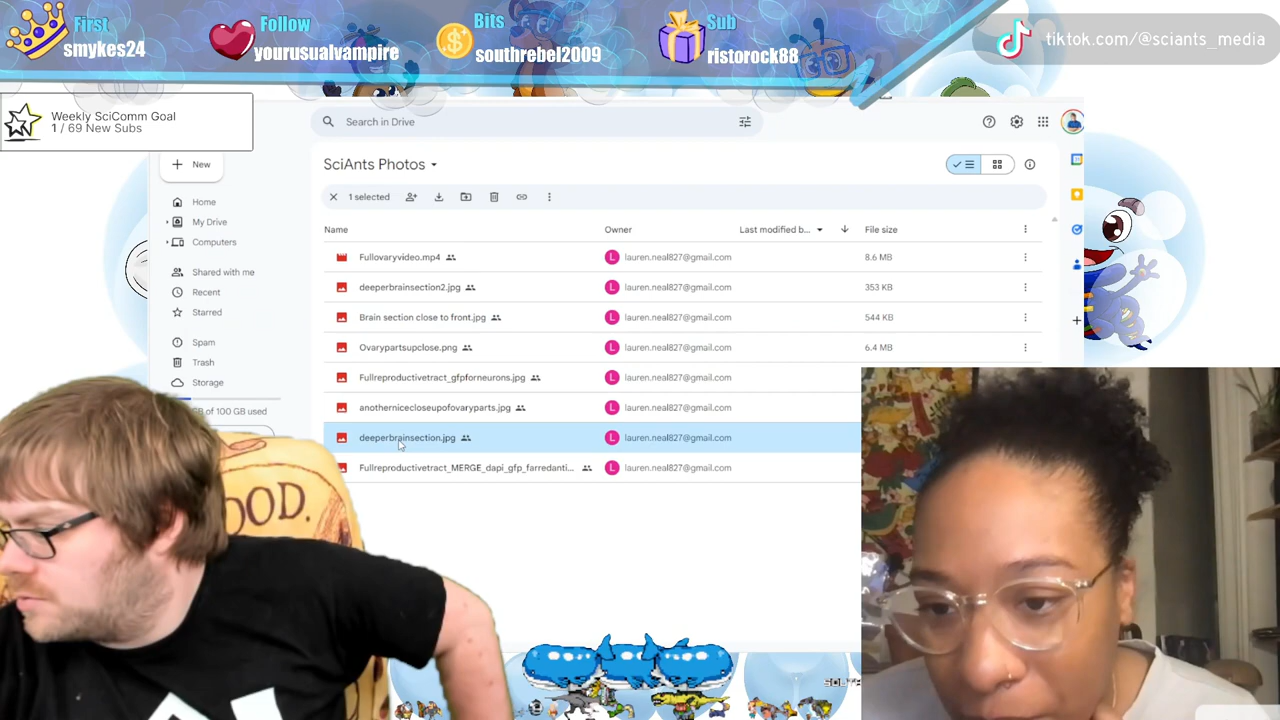 First
smykes24
Follow
yourusualvampire
Bits
southrebel2009
Sub
ristorock88
tiktok.com/@sciants_media
Weekly SciComm Goal
1 / 69 New Subs
Search in Drive
New
SciAnts Photos
1 selected
Home
My Drive
Computers
Shared with me
Recent
Starred
Spam
Trash
Storage
GB of 100 GB used
Name
Owner
Last modified b...
File size
Fullovaryvideo.mp4
lauren.neal827@gmail.com
8.6 MB
deeperbrainsection2.jpg
lauren.neal827@gmail.com
353 KB
Brain section close to front.jpg
lauren.neal827@gmail.com
544 KB
Ovarypartsupclose.png
lauren.neal827@gmail.com
6.4 MB
Fullreproductivetract_gfpforneurons.jpg
lauren.neal827@gmail.com
anothernicecloseupofovaryparts.jpg
lauren.neal827@gmail.com
deeperbrainsection.jpg
lauren.neal827@gmail.com
Fullreproductivetract_MERGE_dapi_gfp_farredanti...
lauren.neal827@gmail.com
OOD.